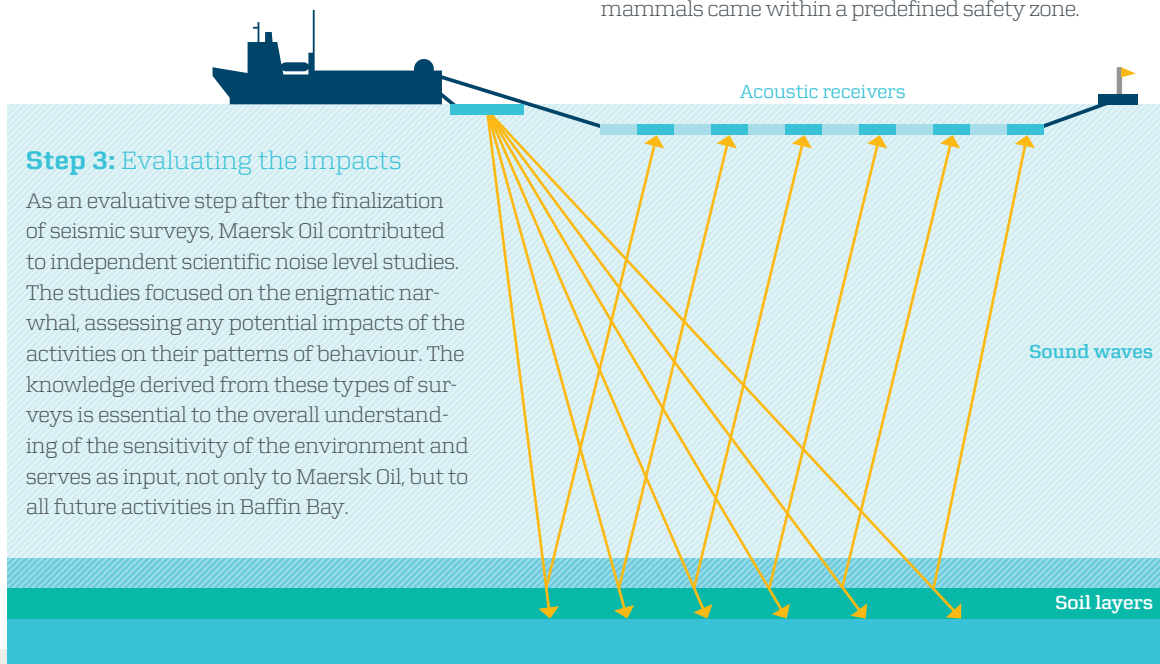 mammals came within a predefined safety zone.
Acoustic receivers
Step 3: Evaluating the impacts
As an evaluative step after the finalization
of seismic surveys, Maersk Oil contributed
to independent scientific noise level studies.
The studies focused on the enigmatic nar-
whal, assessing any potential impacts of the
activities on their patterns of behaviour. The
knowledge derived from these types of sur-
veys is essential to the overall understand-
ing of the sensitivity of the environment and
serves as input, not only to Maersk Oil, but to
all future activities in Baffin Bay.
Sound waves
Soil layers